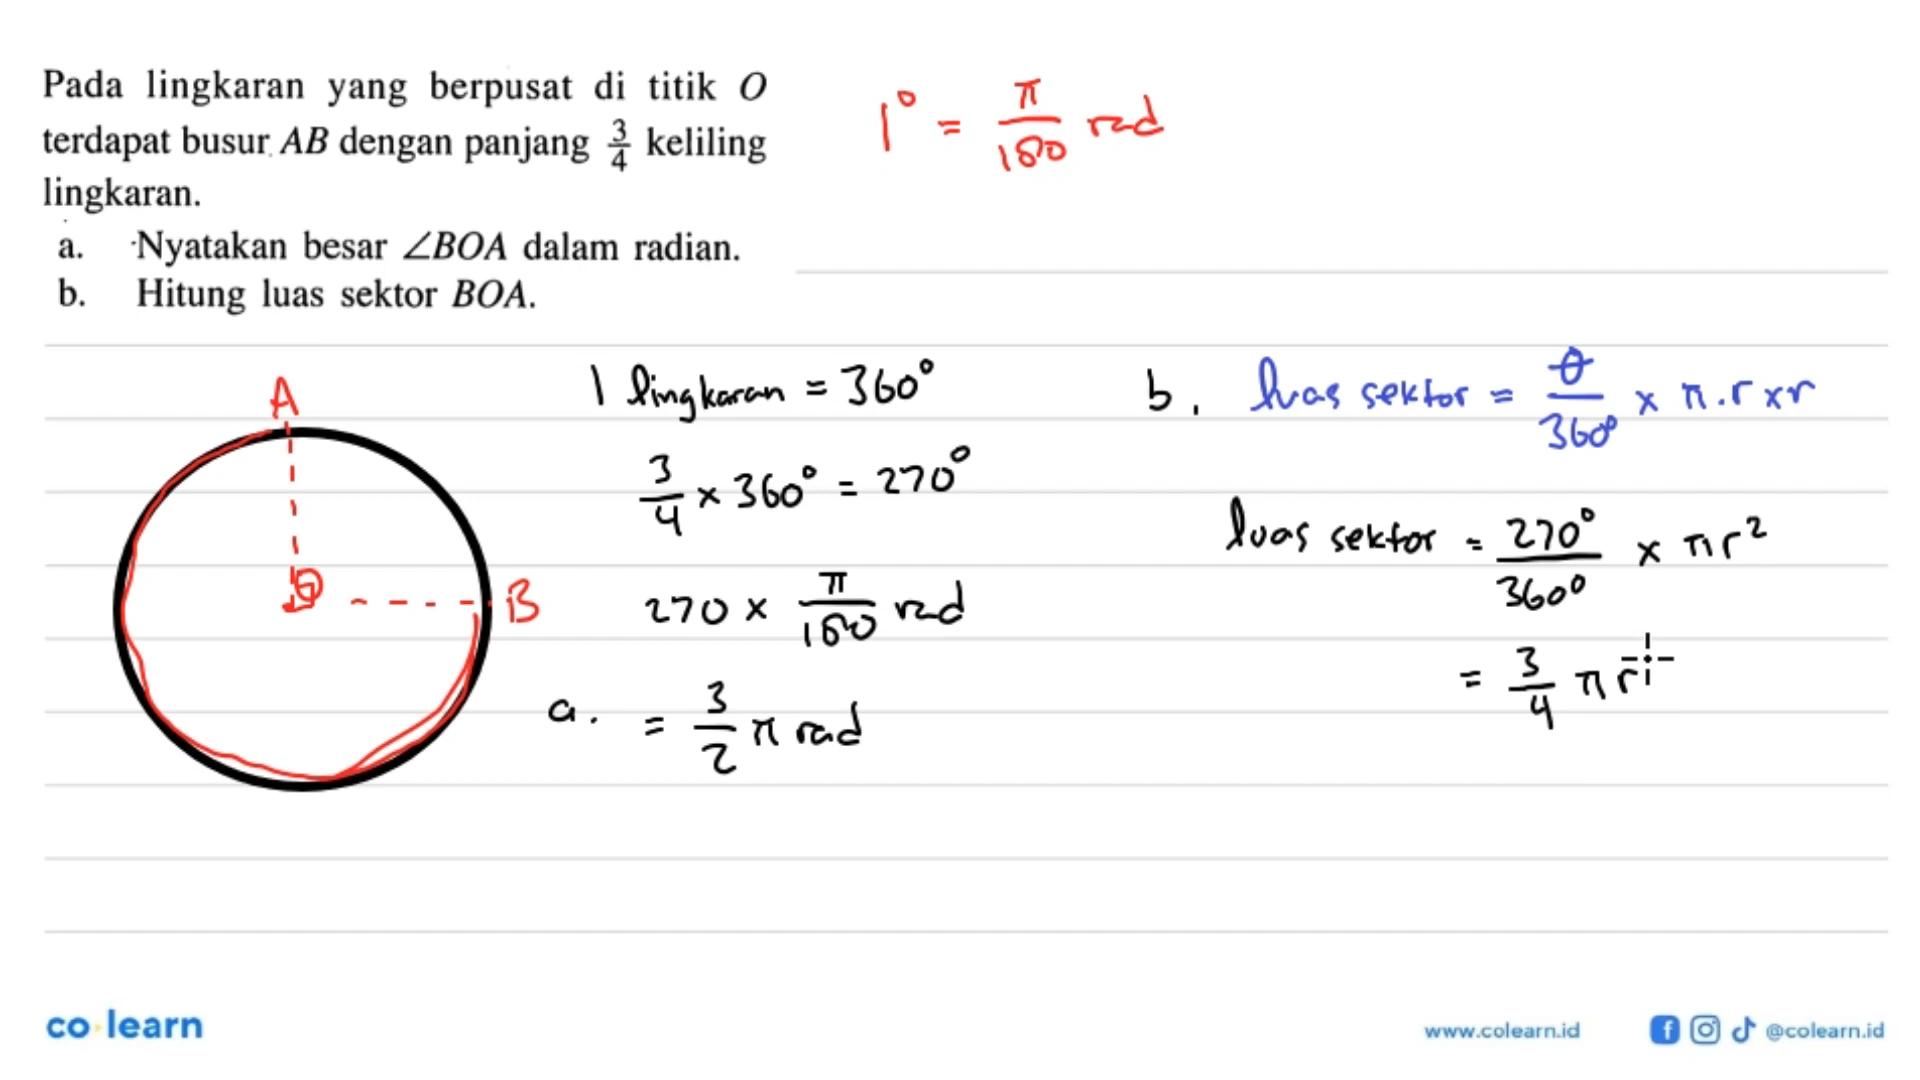 Pada lingkaran yang berpusat di titik O
terdapat busur AB dengan panjang 3/4 keliling
lingkaran.
a. Nyatakan besar ∠BOA dalam radian.
b. Hitung luas sektor BOA.
1° = π/180 rad
A
O
B
1 lingkaran = 360°
3/4 × 360° = 270°
270 × π/180 rad
a. = 3/2 π rad
b. luas sektor = θ/360° × π.r×r
luas sektor = 270°/360° × πr²
= 3/4 πr
co learn
www.colearn.id
@colearn.id